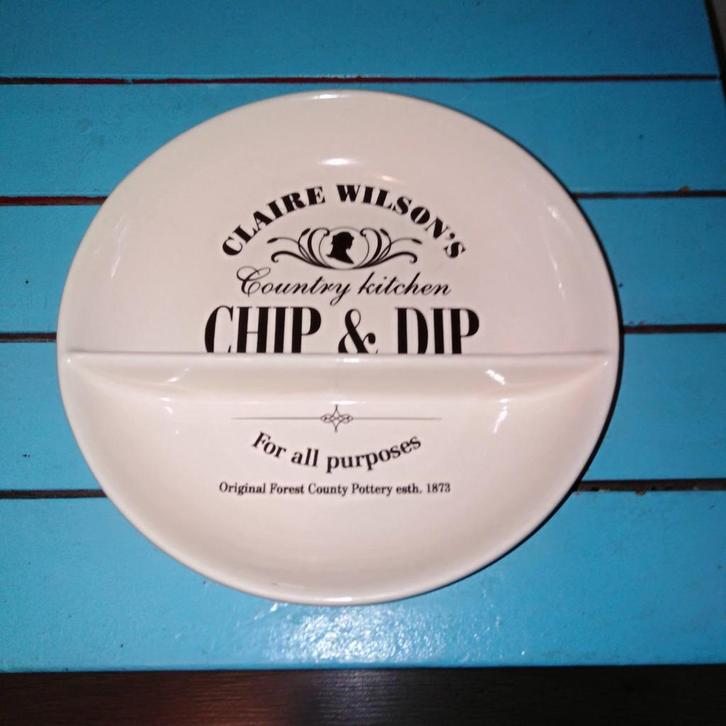 CLAIRE WILSON'S
Country kitchen
CHIP & DIP
For all purposes
Original Forest County Pottery esth. 1873